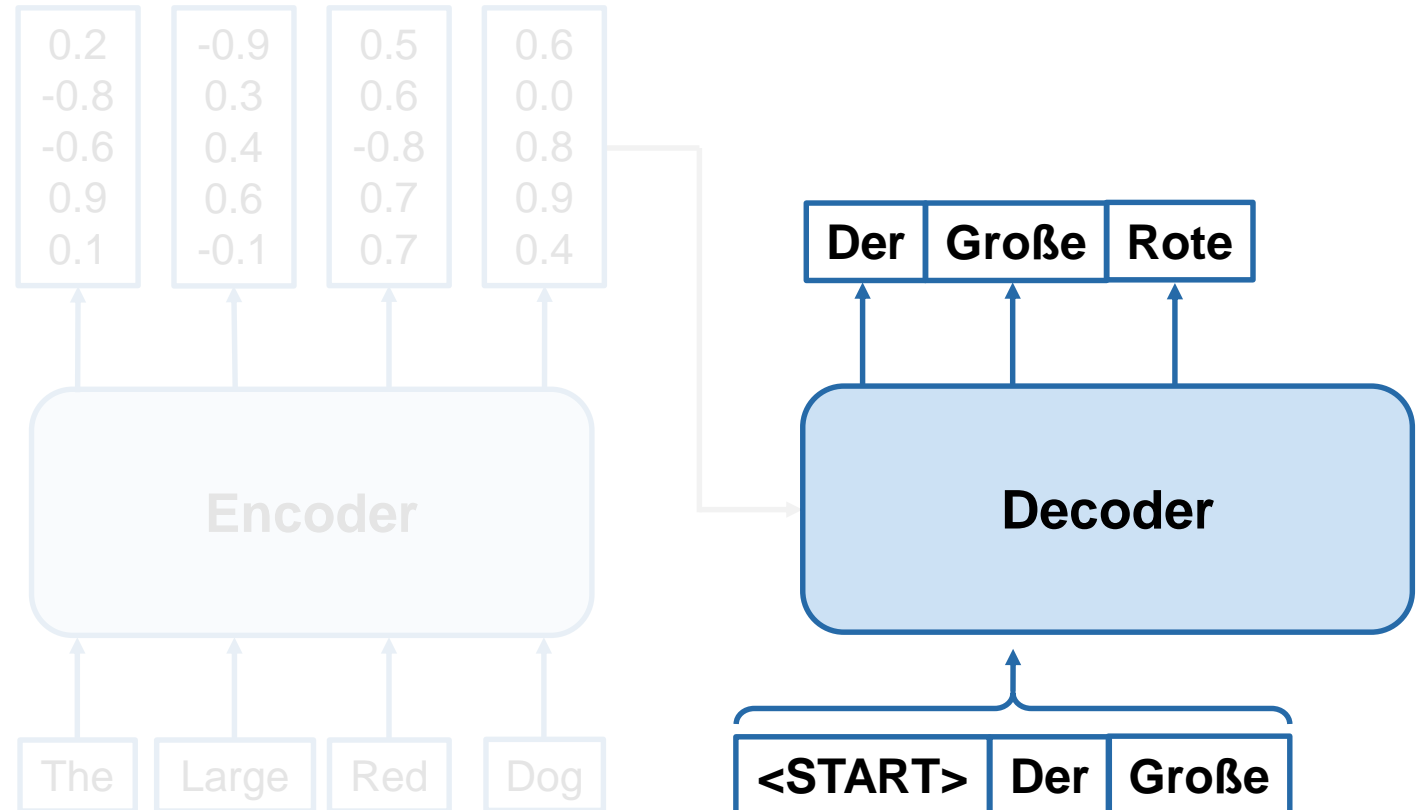 0.2 -0.9 0.5 0.6
-0.8 0.3 0.6 0.0
-0.6 0.4 -0.8 0.8
0.9 0.6 0.7 0.9
0.1 -0.1 0.7 0.4
Der Große Rote
Encoder
Decoder
The Large Red Dog
<START> Der Große